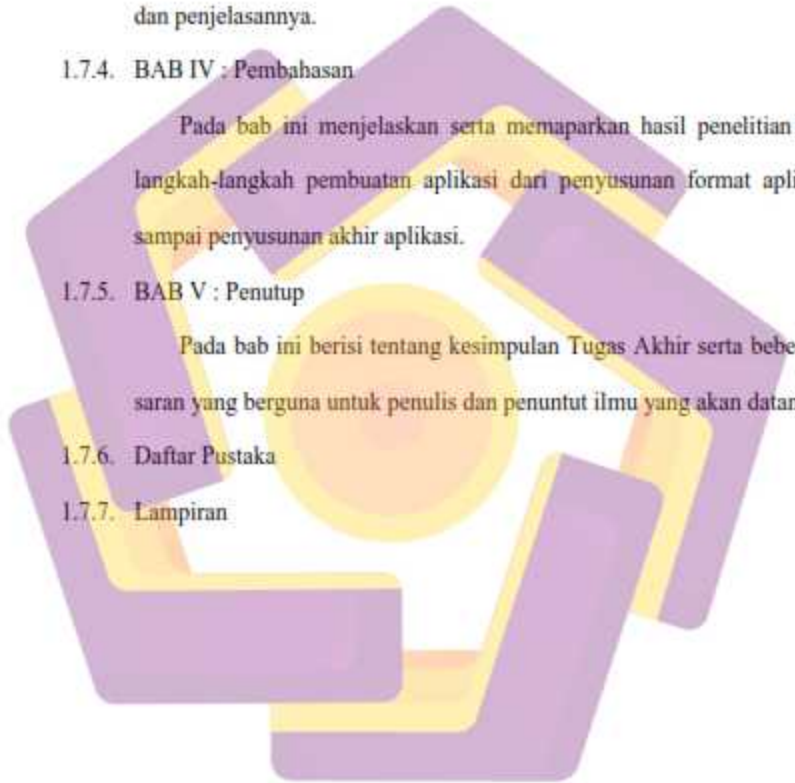 dan penjelasannya.
1.7.4. BAB IV : Pembahasan
Pada bab ini menjelaskan serta memaparkan hasil penelitian
langkah-langkah pembuatan aplikasi dari penyusunan format apli
sampai penyusunan akhir aplikasi.
1.7.5. BAB V : Penutup
Pada bab ini berisi tentang kesimpulan Tugas Akhir serta bebe
saran yang berguna untuk penulis dan penuntut ilmu yang akan datan
1.7.6. Daftar Pustaka
1.7.7. Lampiran